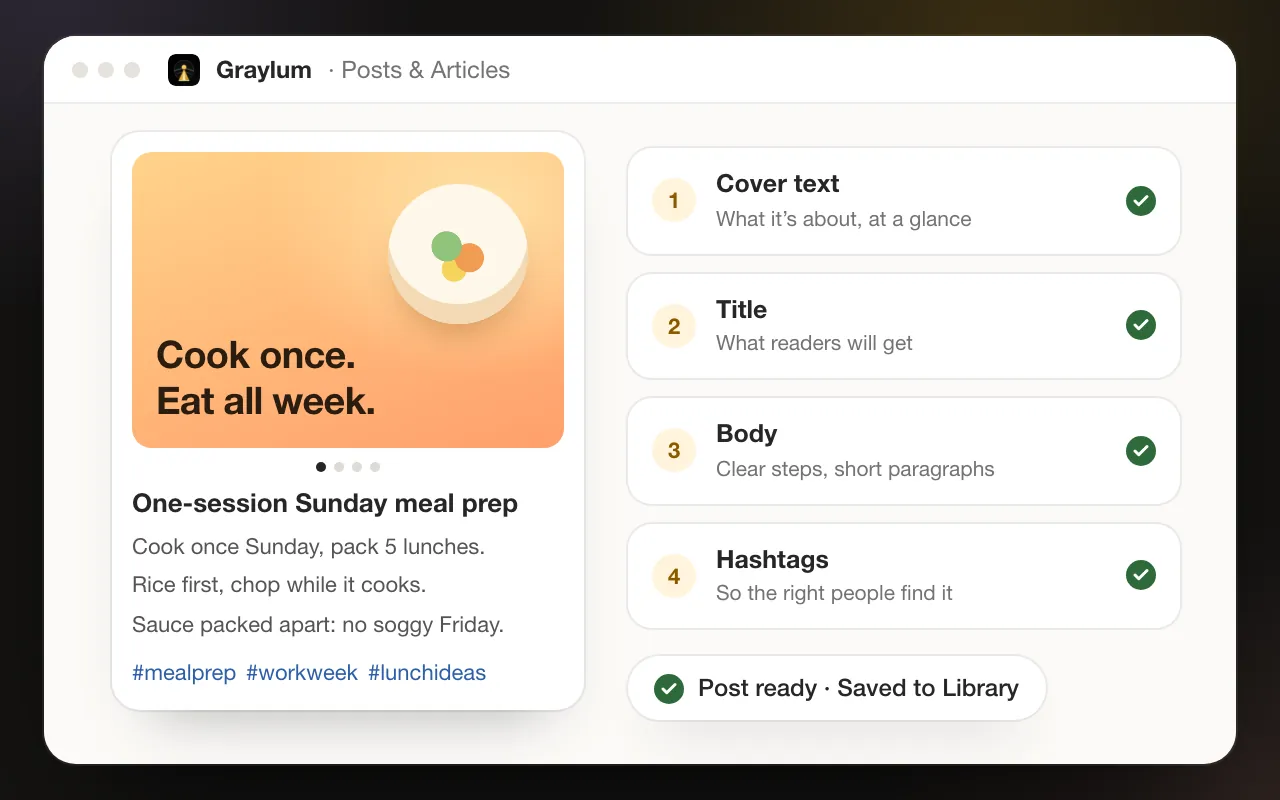 Graylum · Posts & Articles
Cook once.
Eat all week.
One-session Sunday meal prep
Cook once Sunday, pack 5 lunches.
Rice first, chop while it cooks.
Sauce packed apart: no soggy Friday.
#mealprep #workweek #lunchideas
1
Cover text
What it’s about, at a glance
2
Title
What readers will get
3
Body
Clear steps, short paragraphs
4
Hashtags
So the right people find it
Post ready · Saved to Library